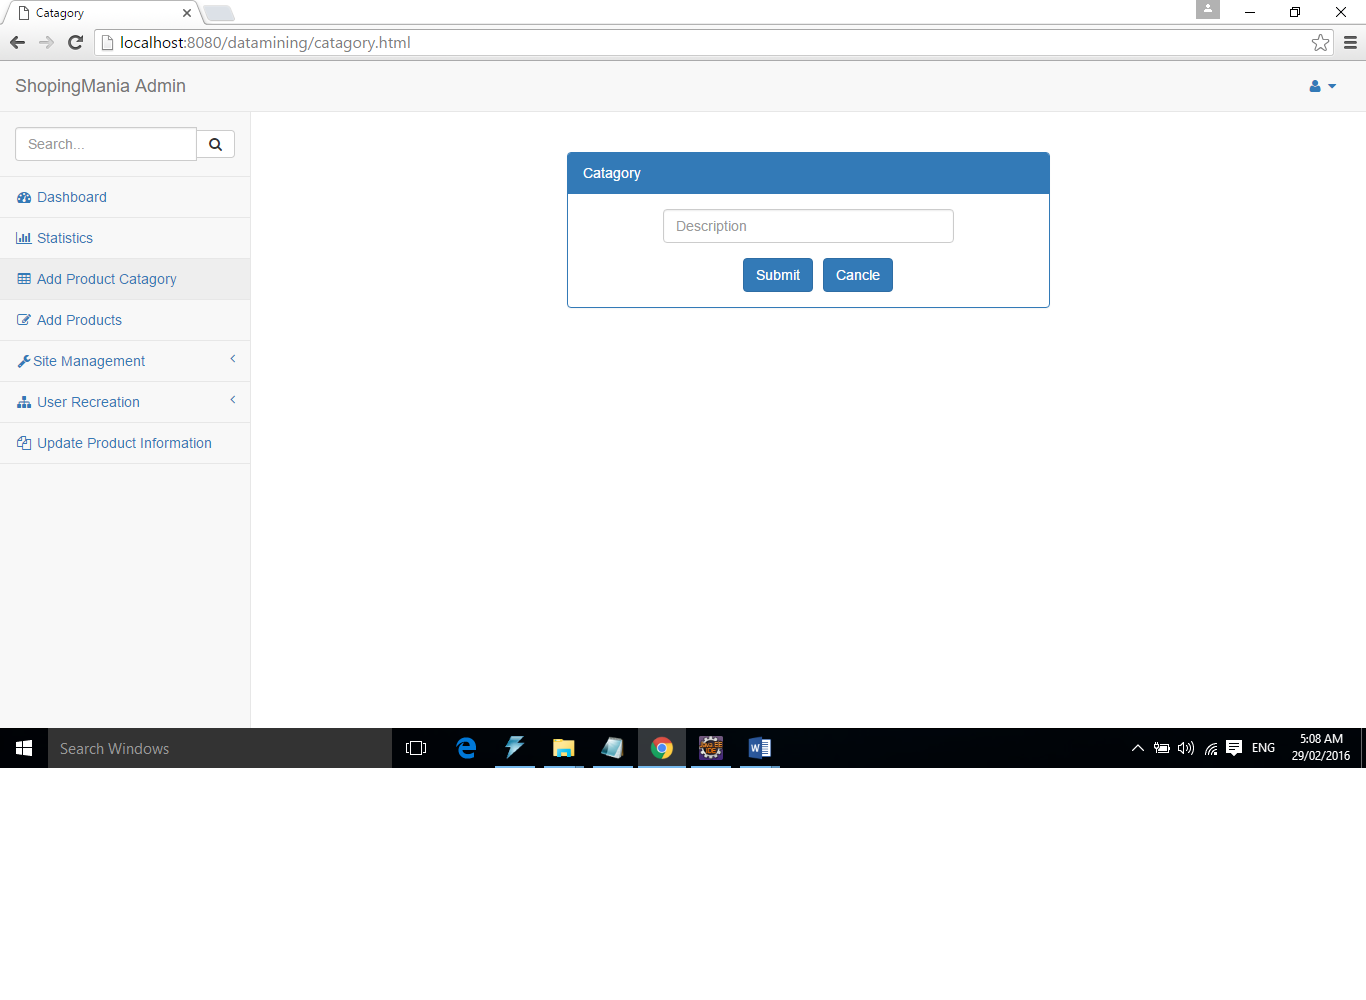 Catagory
localhost:8080/datamining/catagory.html
ShopingMania Admin
Search...
Dashboard
Statistics
Add Product Catagory
Add Products
Site Management
User Recreation
Update Product Information
Catagory
Description
Submit Cancle
Search Windows
W
ENG
5:08 AM
29/02/2016